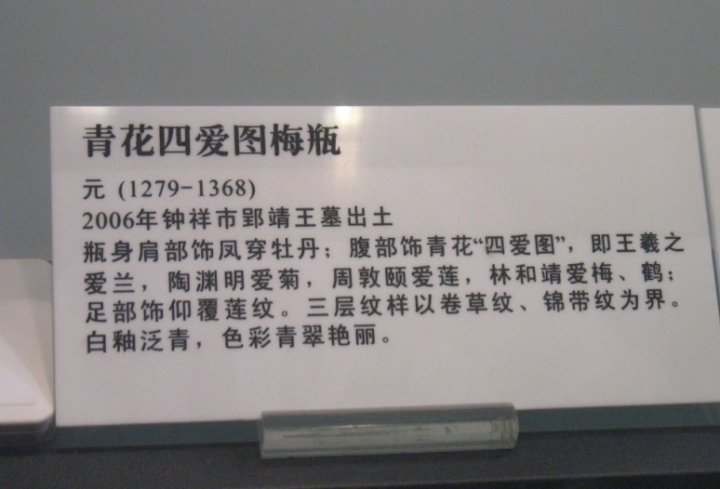 青花四爱图梅瓶
元 (1279-1368)
2006年钟祥市郢靖王墓出土
瓶身肩部饰凤穿牡丹；腹部饰青花“四爱图”，即王羲之
爱兰，陶渊明爱菊，周敦颐爱莲，林和靖爱梅、鹤；
足部饰仰覆莲纹。三层纹样以卷草纹、锦带纹为界。
白釉泛青，色彩青翠艳丽。